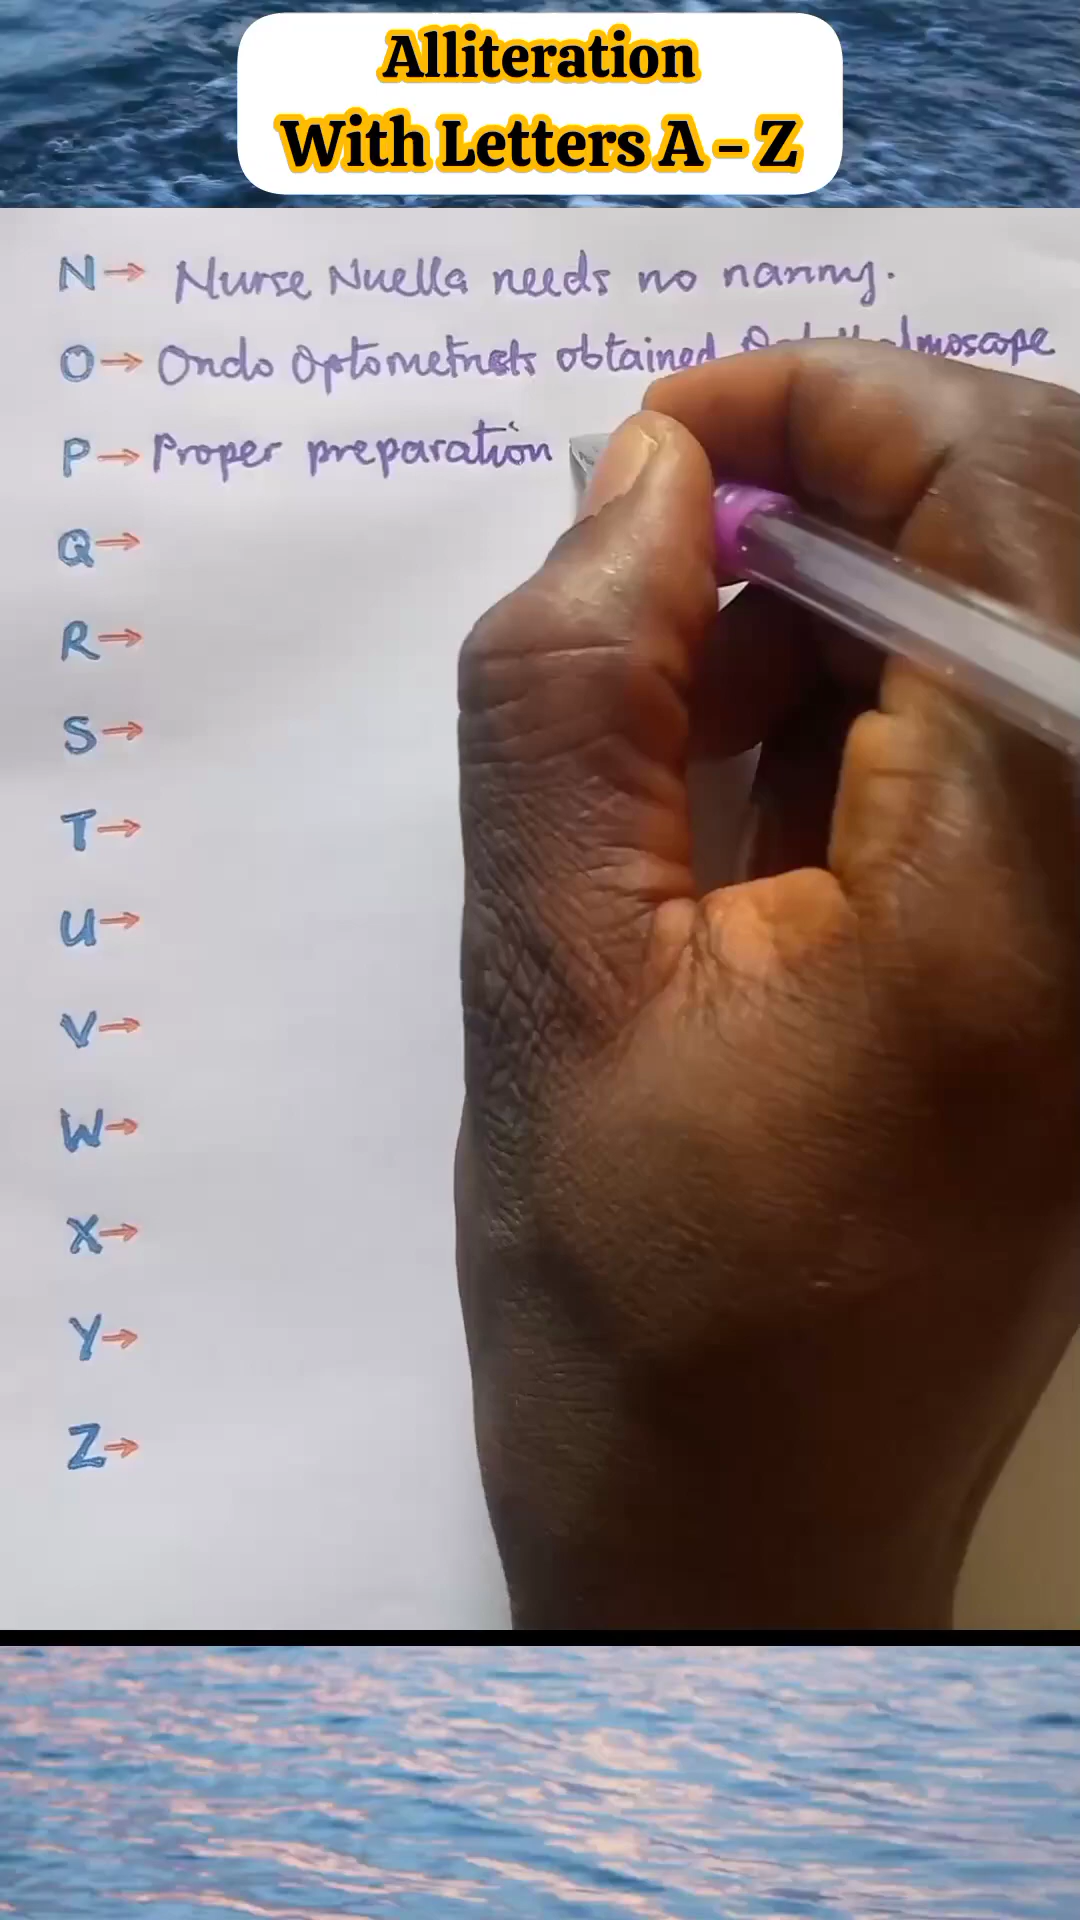 Alliteration
With Letters A - Z
N→ Nurse Nuella needs no nanny.
O→ Ondo Optometrists obtained
P→ Proper preparation
Q→
R→
S→
T→
U→
V→
W→
X→
Y→
Z→